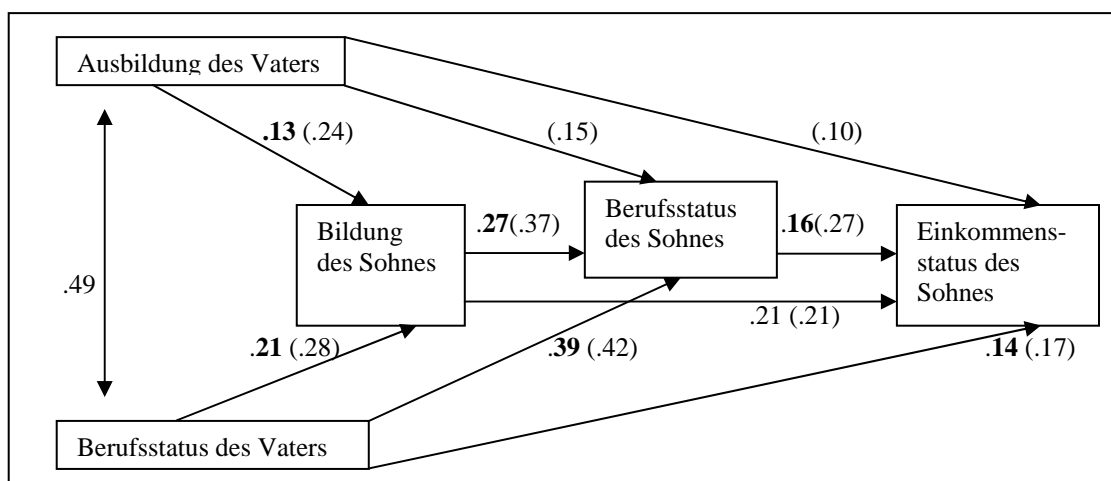 Ausbildung des Vaters
.13 (.24)
(.15)
(.10)
Bildung
des Sohnes
.27(.37)
Berufsstatus
des Sohnes
.16(.27)
Einkommens-
status des
Sohnes
.49
.21 (.21)
.21 (.28)
.39 (.42)
.14 (.17)
Berufsstatus des Vaters